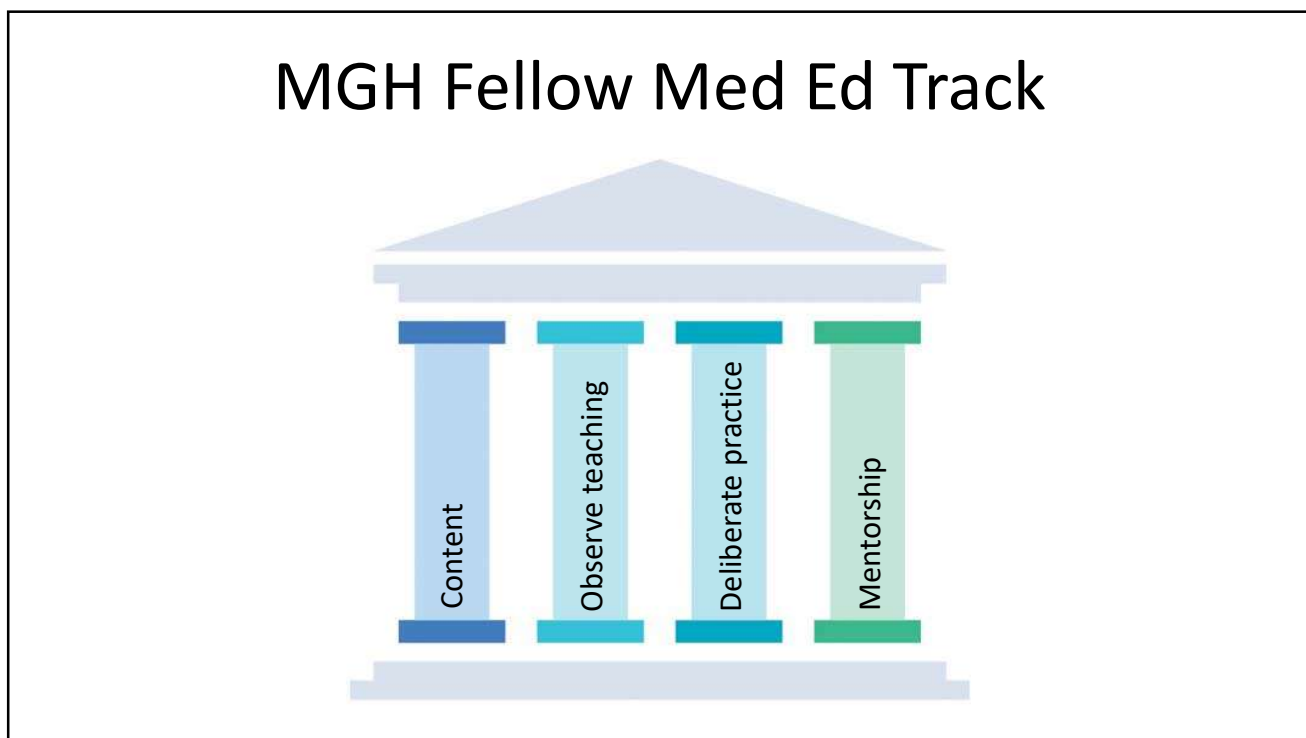 MGH Fellow Med Ed Track
Content
Observe teaching
Deliberate practice
Mentorship